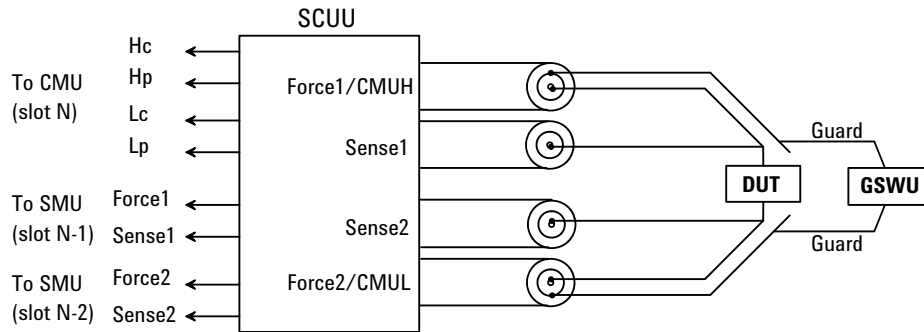 SCUU
To CMU
(slot N)
Hc
Hp
Lc
Lp
To SMU
(slot N-1)
Force1
Sense1
To SMU
(slot N-2)
Force2
Sense2
Force1/CMUH
Sense1
Sense2
Force2/CMUL
Guard
DUT
GSWU
Guard